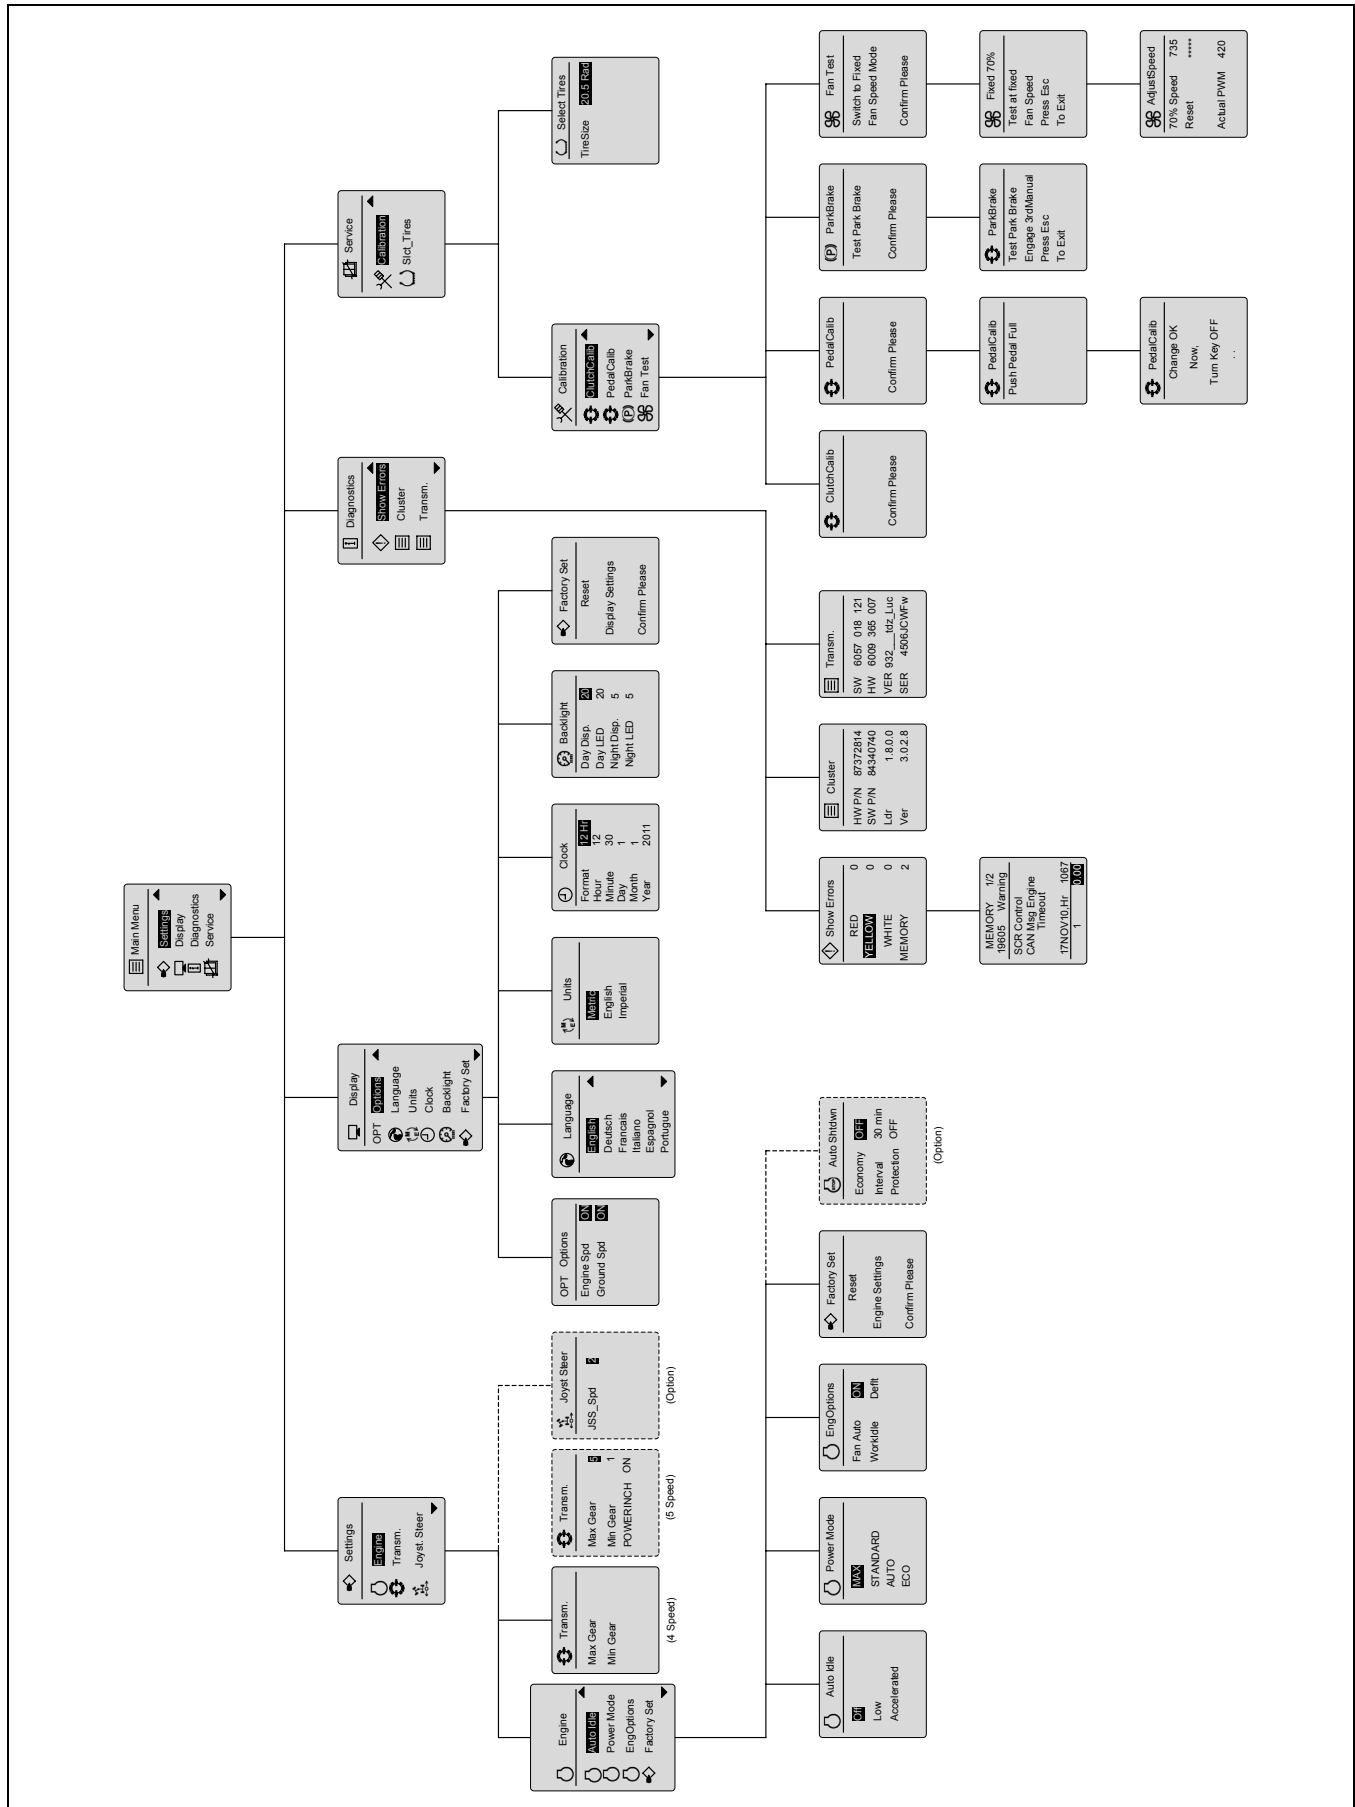 Main Menu
Settings
Display
Diagnostics
Service
Settings
Engine
Transm.
Joyst. Steer
Display
OPT Options
Language
Units
Clock
Backlight
Factory Set
Diagnostics
Show Errors
Cluster
Transm.
Service
Calibration
Slct_Tires
Engine
Auto Idle
Power Mode
EngOptions
Factory Set
Transm.
Max Gear
Min Gear
(4 Speed)
Transm.
Max Gear 5
Min Gear 1
POWERINCH ON
(5 Speed)
Joyst Steer
JSS_Spd 2
(Option)
OPT Options
Engine Spd ON
Ground Spd ON
Language
English
Deutsch
Francais
Italiano
Espagnol
Portugue
Units
Metric
English
Imperial
Clock
Format 12 Hr
Hour 12
Minute 30
Day 1
Month 1
Year 2011
Backlight
Day Disp. 20
Day LED 20
Night Disp. 5
Night LED 5
Factory Set
Reset
Display Settings
Confirm Please
Calibration
ClutchCalib
PedalCalib
(P) ParkBrake
Fan Test
Select Tires
TireSize 20.5 Rad
Auto Idle
Off
Low
Accelerated
Power Mode
MAX
STANDARD
AUTO
ECO
EngOptions
Fan Auto ON
WorkIdle Deflt
Factory Set
Reset
Engine Settings
Confirm Please
Auto Shtdwn
Economy OFF
Interval 30 min
Protection OFF
(Option)
Show Errors
RED 0
YELLOW 0
WHITE 0
MEMORY 2
Cluster
HW P/N 87372814
SW P/N 84340740
Ldr 1.8.0.0
Ver 3.0.2.8
Transm.
SW 6057 018 121
HW 6009 365 007
VER 932___tdz_Luc
SER 4506JCWFw
ClutchCalib
Confirm Please
PedalCalib
Confirm Please
(P) ParkBrake
Test Park Brake
Confirm Please
Fan Test
Switch to Fixed
Fan Speed Mode
Confirm Please
MEMORY 1/2
19605 Warning
SCR Control
CAN Msg Engine
Timeout
17NOV10,Hr 1067
1 0.00
PedalCalib
Push Pedal Full
ParkBrake
Test Park Brake
Engage 3rdManual
Press Esc
To Exit
Fixed 70%
Test at fixed
Fan Speed
Press Esc
To Exit
PedalCalib
Change OK
Now,
Turn Key OFF
. .
AdjustSpeed
70% Speed 735
Reset *****
Actual PWM 420